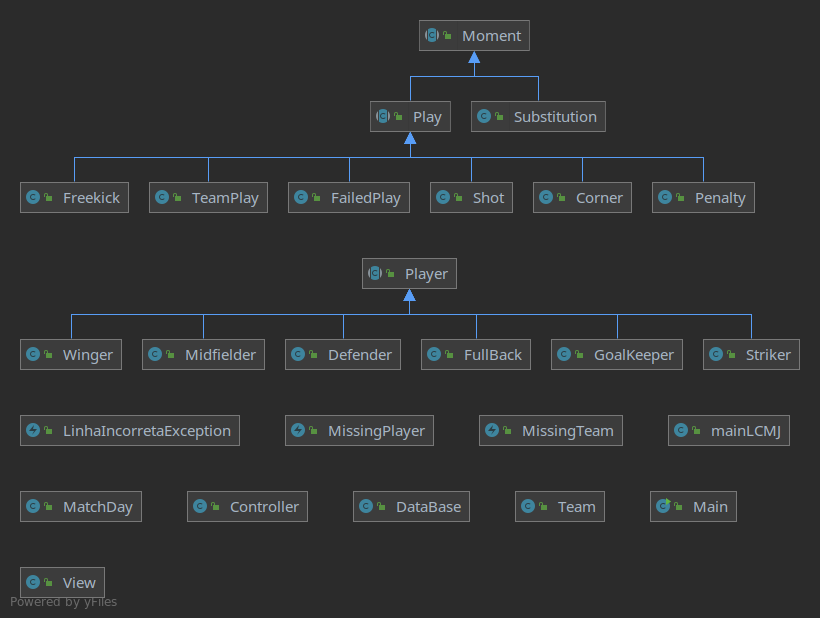 Moment
Play Substitution
Freekick TeamPlay FailedPlay Shot Corner Penalty
Player
Winger Midfielder Defender FullBack GoalKeeper Striker
LinhaIncorretaException MissingPlayer MissingTeam mainLCMJ
MatchDay Controller DataBase Team Main
View
Powered by yFiles